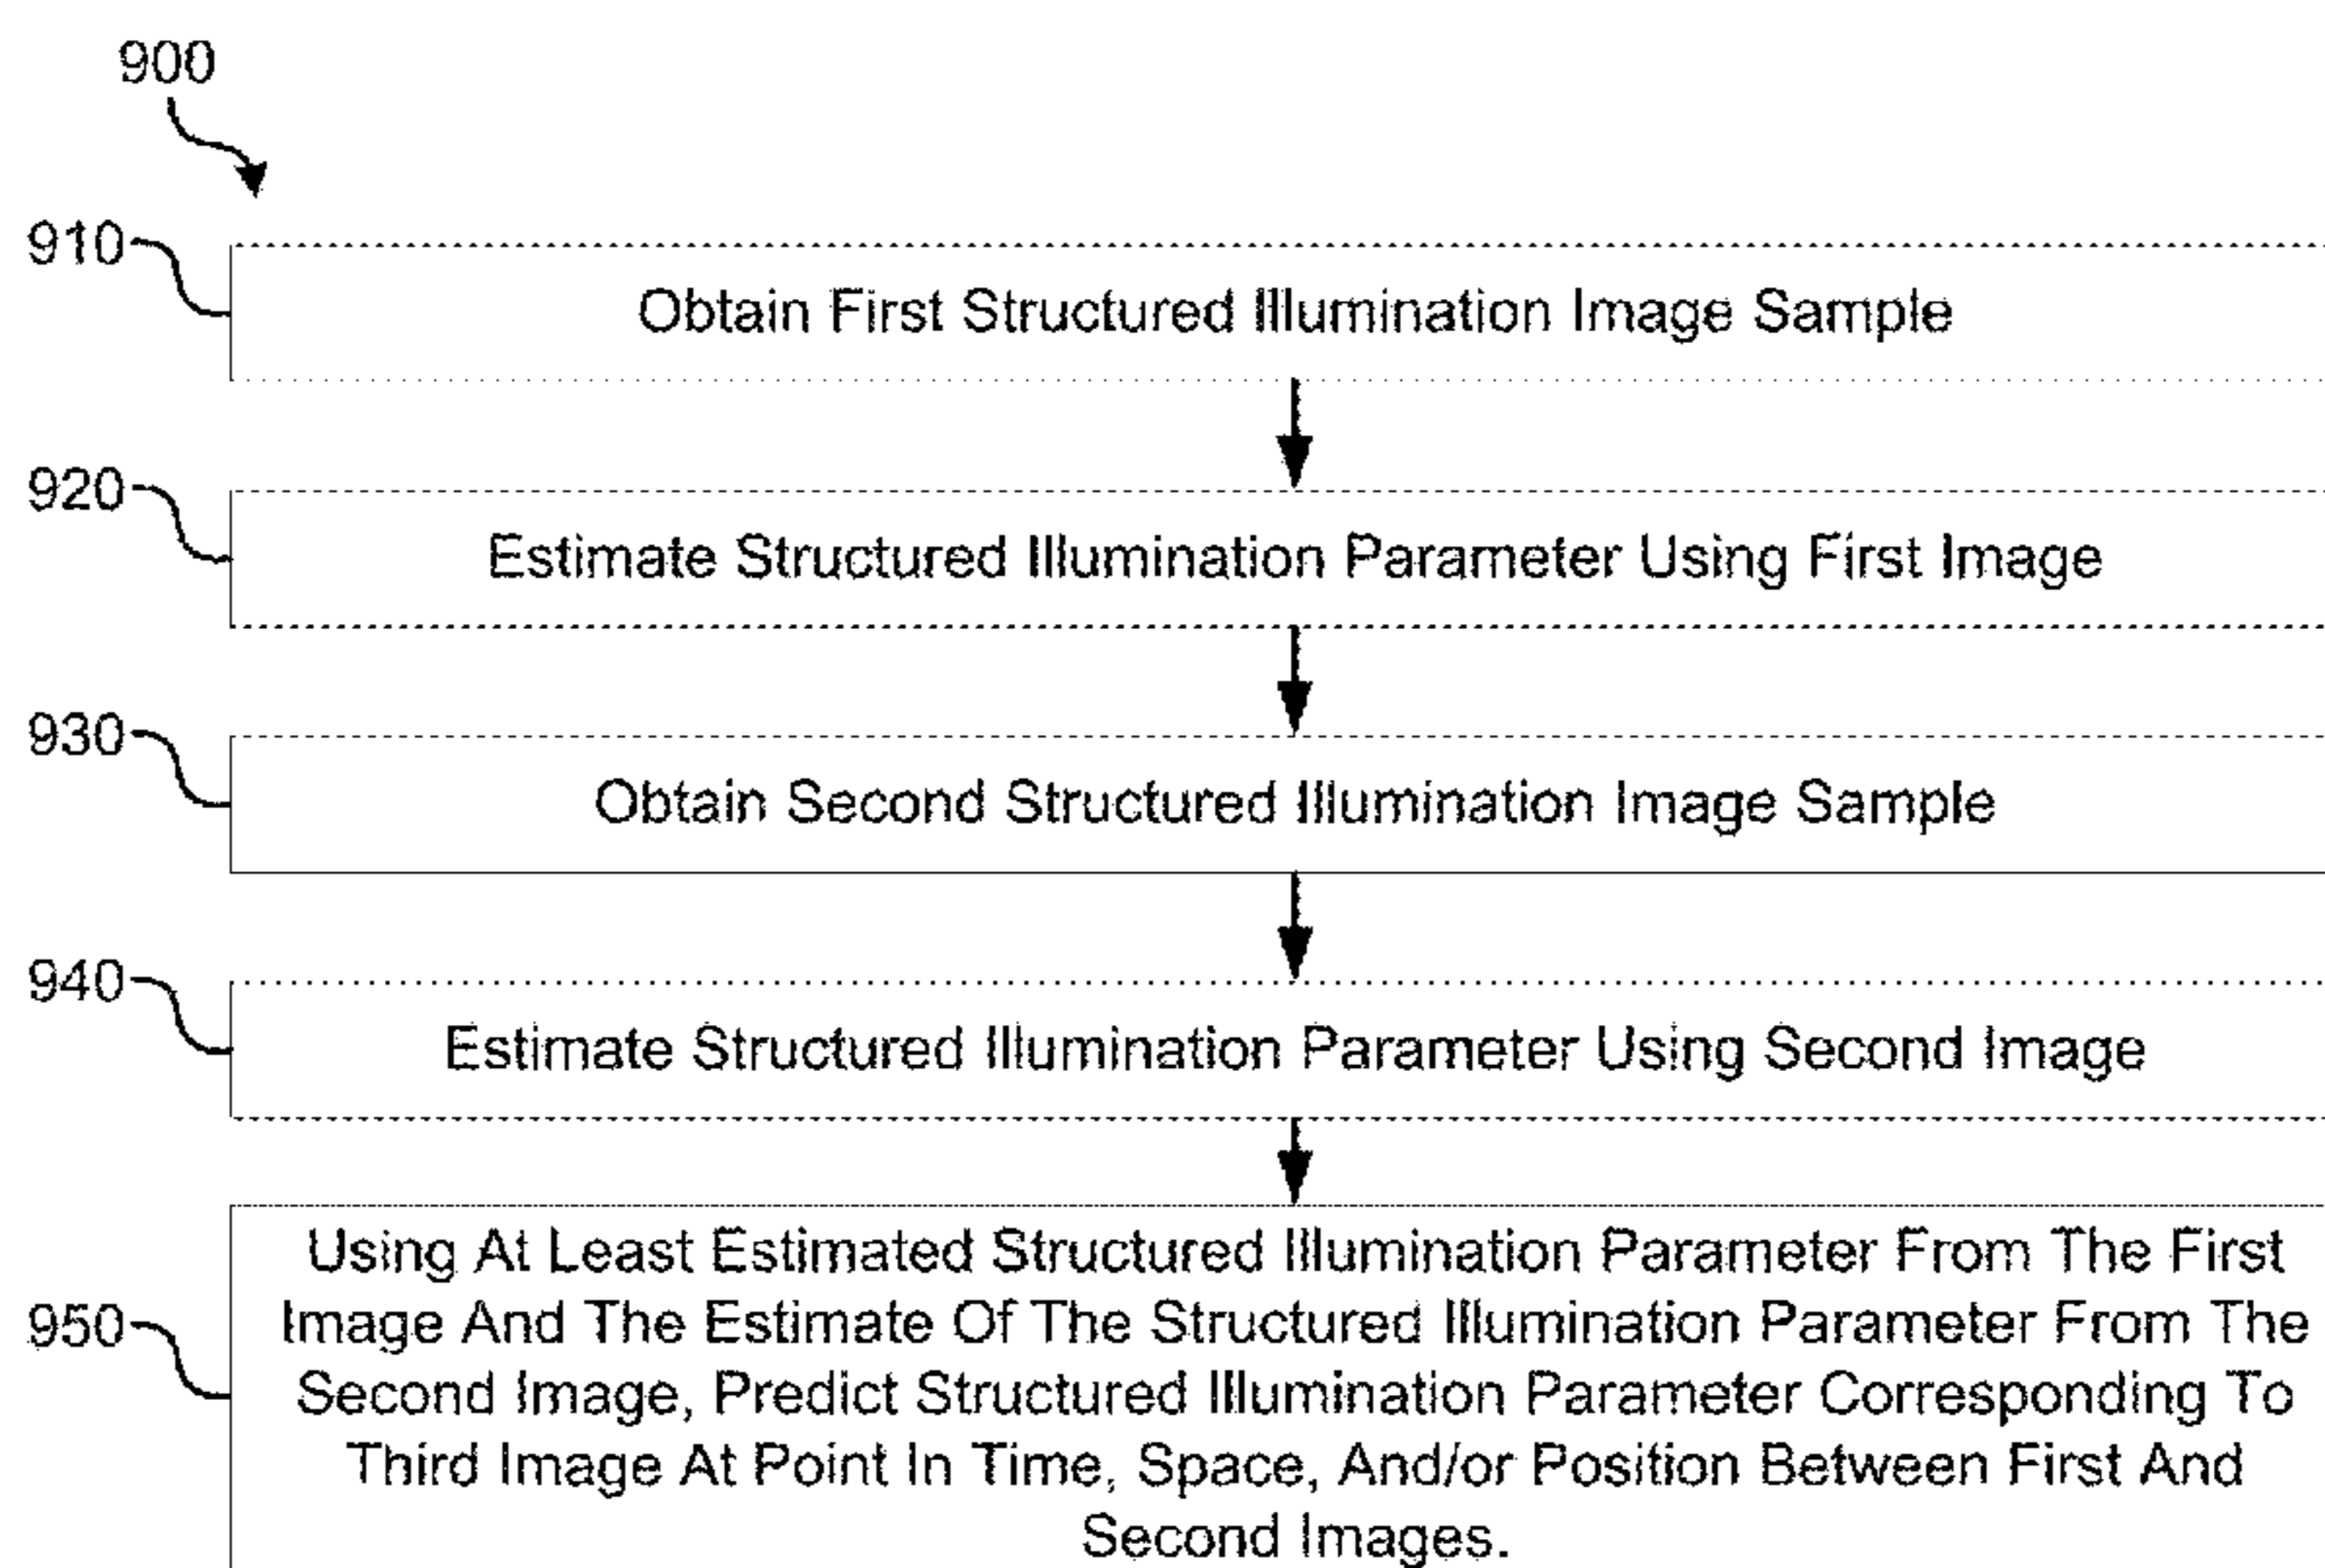 900
910
Obtain First Structured Illumination Image Sample
920
Estimate Structured Illumination Parameter Using First Image
930
Obtain Second Structured Illumination Image Sample
940
Estimate Structured Illumination Parameter Using Second Image
950
Using At Least Estimated Structured Illumination Parameter From The First
Image And The Estimate Of The Structured Illumination Parameter From The
Second Image, Predict Structured Illumination Parameter Corresponding To
Third Image At Point In Time, Space, And/or Position Between First And
Second Images.